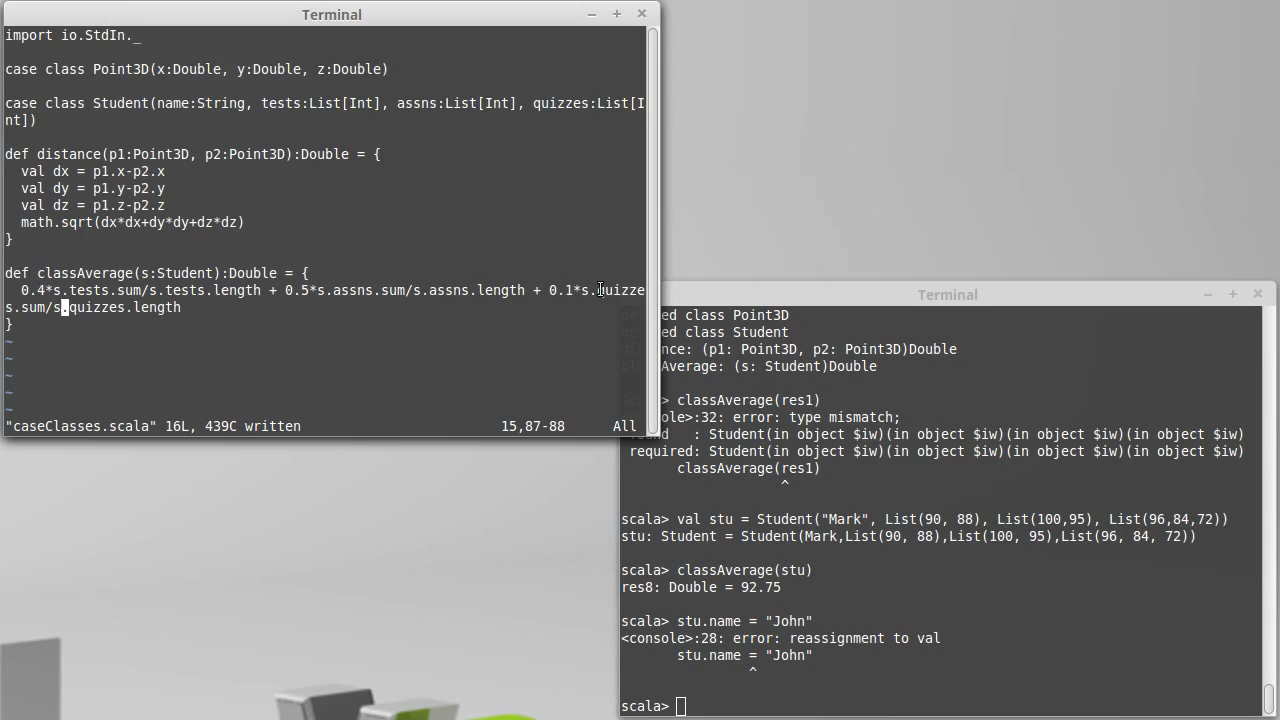 Terminal
import io.StdIn._
case class Point3D(x:Double, y:Double, z:Double)
case class Student(name:String, tests:List[Int], assns:List[Int], quizzes:List[I
nt])
def distance(p1:Point3D, p2:Point3D):Double = {
  val dx = p1.x-p2.x
  val dy = p1.y-p2.y
  val dz = p1.z-p2.z
  math.sqrt(dx*dx+dy*dy+dz*dz)
}
def classAverage(s:Student):Double = {
  0.4*s.tests.sum/s.tests.length + 0.5*s.assns.sum/s.assns.length + 0.1*s.quizze
s.sum/s.quizzes.length
}
~
~
~
~
~
"caseClasses.scala" 16L, 439C written 15,87-88 All
Terminal
ed class Point3D
ed class Student
nce: (p1: Point3D, p2: Point3D)Double
Average: (s: Student)Double
> classAverage(res1)
ole>:32: error: type mismatch;
: Student(in object $iw)(in object $iw)(in object $iw)(in object $iw)
required: Student(in object $iw)(in object $iw)(in object $iw)(in object $iw)
classAverage(res1)
^
scala> val stu = Student("Mark", List(90, 88), List(100,95), List(96,84,72))
stu: Student = Student(Mark,List(90, 88),List(100, 95),List(96, 84, 72))
scala> classAverage(stu)
res8: Double = 92.75
scala> stu.name = "John"
<console>:28: error: reassignment to val
stu.name = "John"
^
scala>